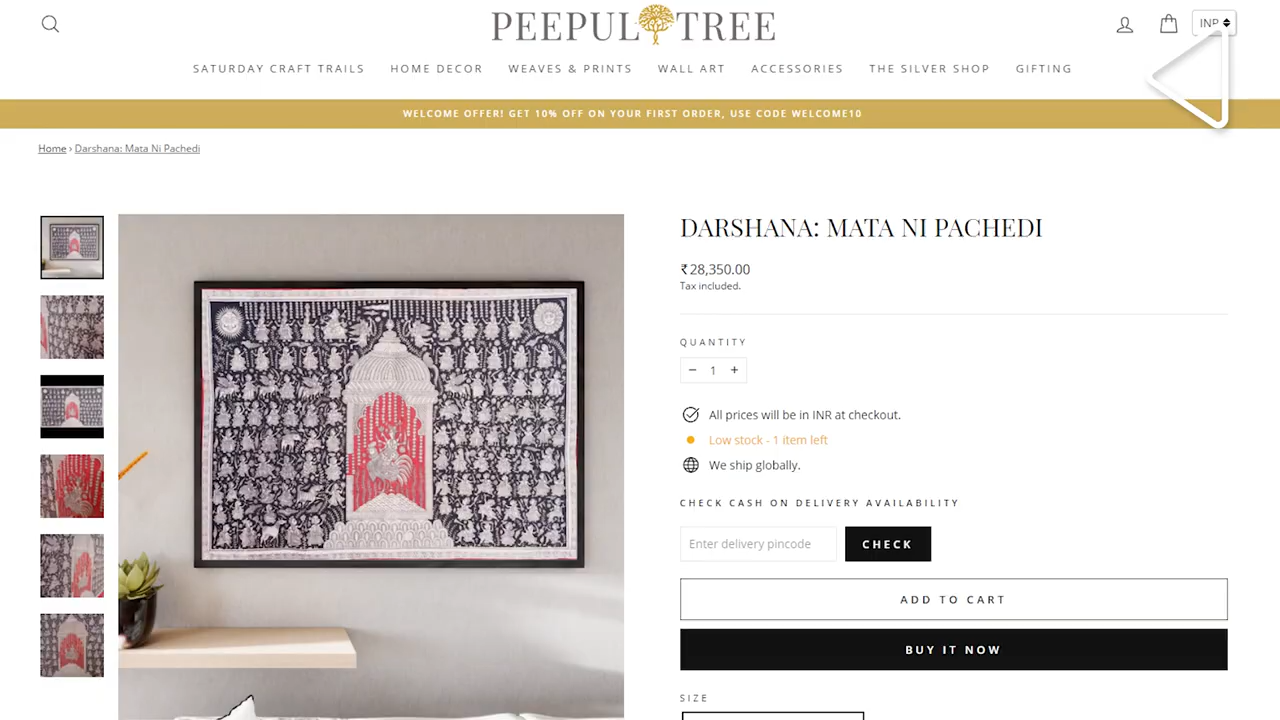 PEEPUL TREE
INR
SATURDAY CRAFT TRAILS HOME DECOR WEAVES & PRINTS WALL ART ACCESSORIES THE SILVER SHOP GIFTING
WELCOME OFFER! GET 10% OFF ON YOUR FIRST ORDER, USE CODE WELCOME10
Home › Darshana: Mata Ni Pachedi
DARSHANA: MATA NI PACHEDI
₹ 28,350.00
Tax included.
QUANTITY
− 1 +
All prices will be in INR at checkout.
Low stock - 1 item left
We ship globally.
CHECK CASH ON DELIVERY AVAILABILITY
Enter delivery pincode CHECK
ADD TO CART
BUY IT NOW
SIZE